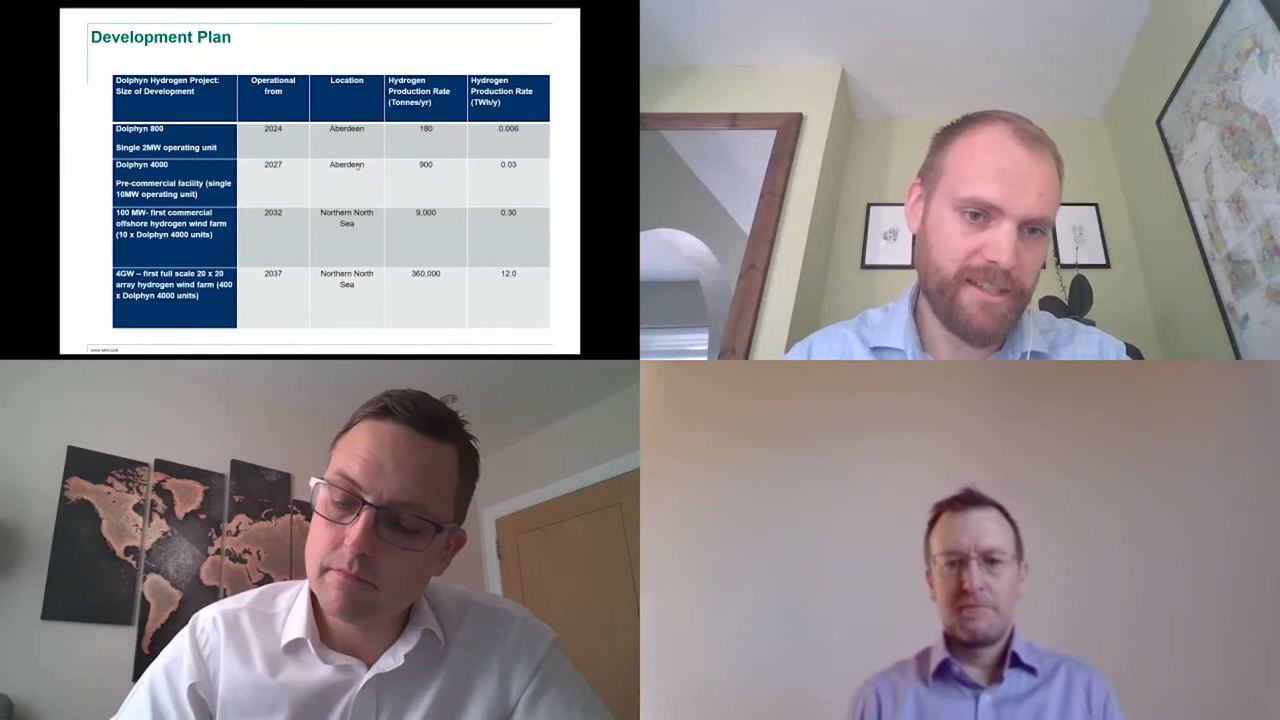 Development Plan
Dolphyn Hydrogen Project: Size of Development
Operational from
Location
Hydrogen Production Rate (Tonnes/yr)
Hydrogen Production Rate (TWh/y)
Dolphyn 800
Single 2MW operating unit
2024
Aberdeen
180
0.006
Dolphyn 4000
Pre-commercial facility (single 10MW operating unit)
2027
Aberdeen
900
0.03
100 MW- first commercial offshore hydrogen wind farm (10 x Dolphyn 4000 units)
2032
Northern North Sea
9,000
0.30
4GW – first full scale 20 x 20 array hydrogen wind farm (400 x Dolphyn 4000 units)
2037
Northern North Sea
360,000
12.0